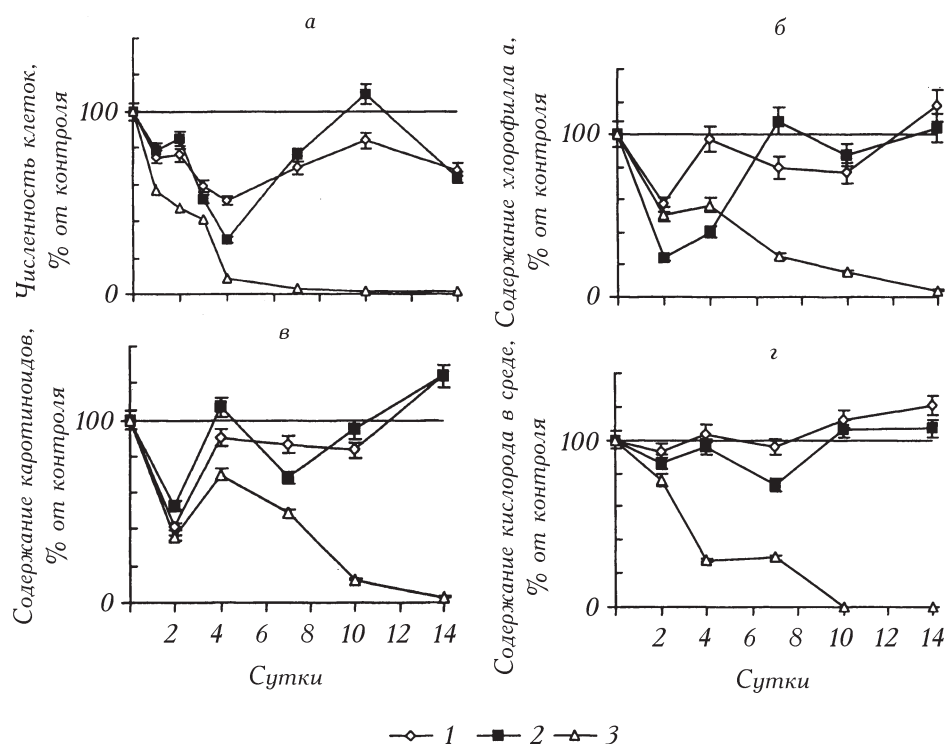 а
Численность клеток,
% от контроля
100
0
б
Содержание хлорофилла а,
% от контроля
100
0
в
Содержание каротиноидов,
% от контроля
100
0
2 4 6 8 10 12 14
Сутки
г
Содержание кислорода в среде,
% от контроля
100
0
2 4 6 8 10 12 14
Сутки
1 2 3